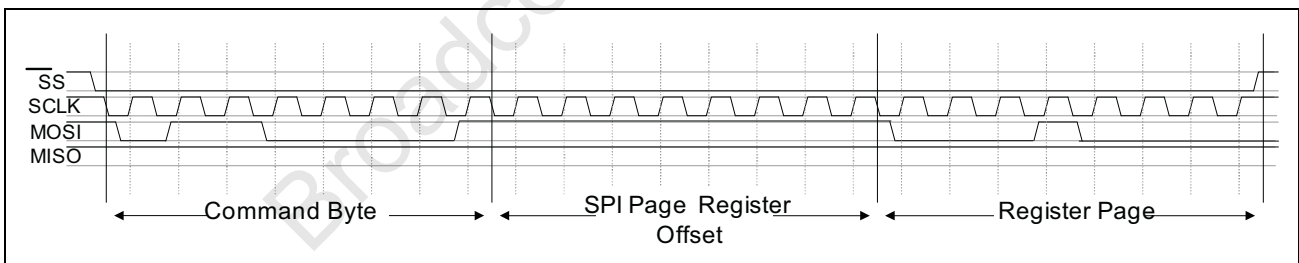 SS
SCLK
MOSI
MISO
Command Byte
SPI Page Register
Offset
Register Page